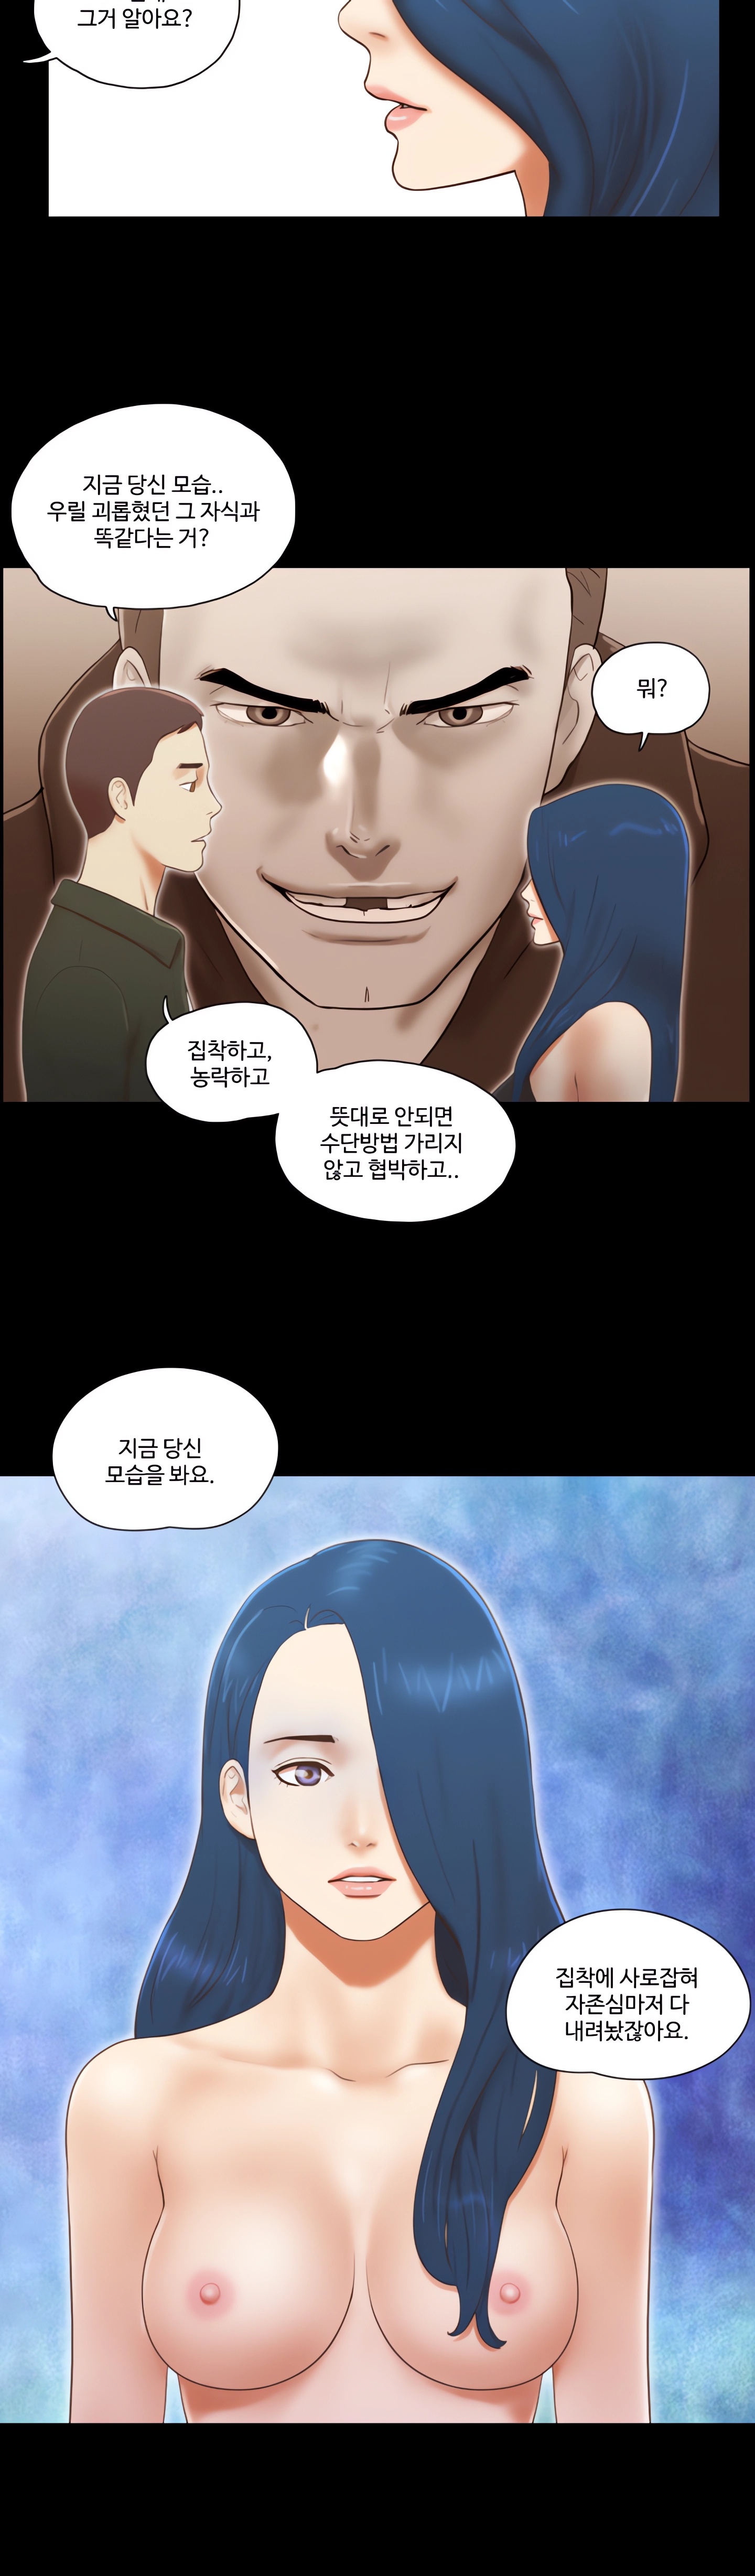 그거 알아요?
지금 당신 모습..
우릴 괴롭혔던 그 자식과
똑같다는 거?
뭐?
집착하고,
농락하고
뜻대로 안되면
수단방법 가리지
않고 협박하고..
지금 당신
모습을 봐요.
집착에 사로잡혀
자존심마저 다
내려놨잖아요.